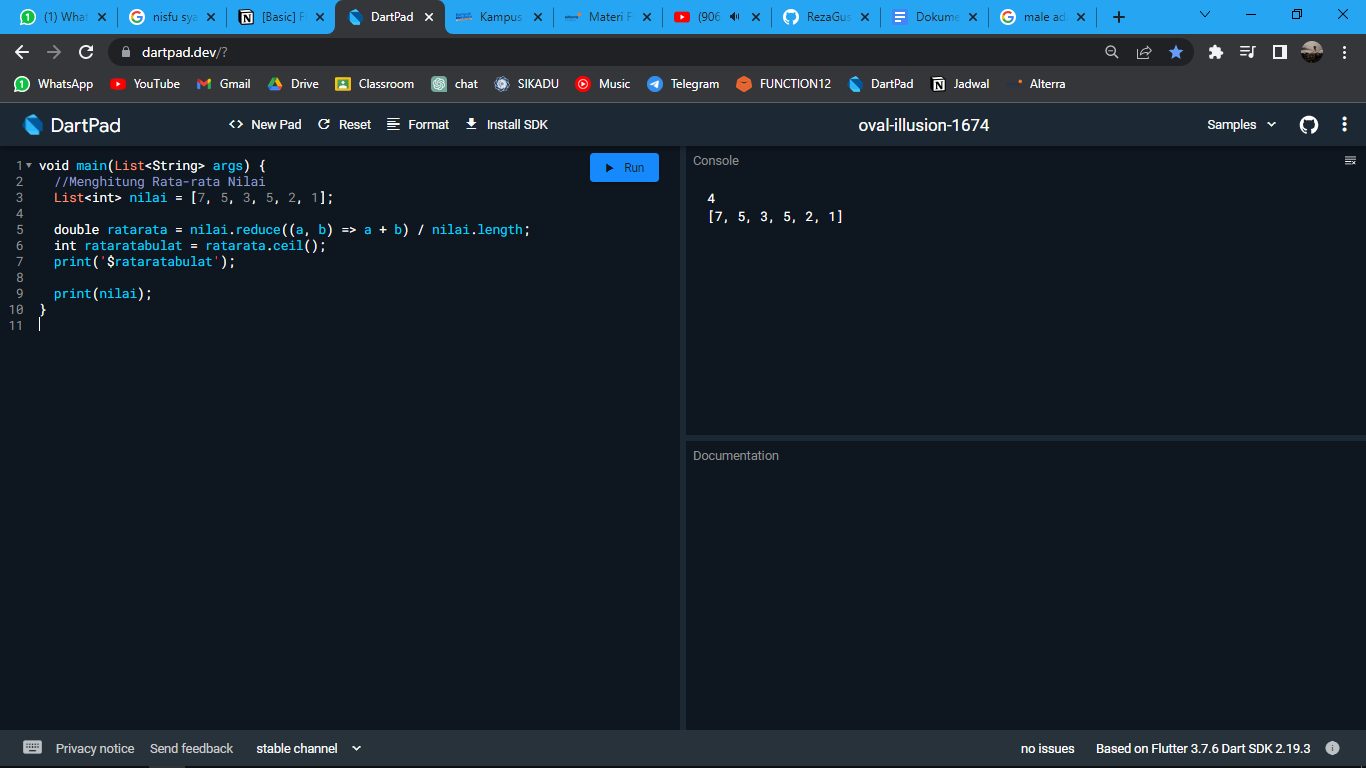 (1) What
nisfu sya
[Basic] F
DartPad
Kampus
Materi F
(906
RezaGus
Dokume
male ad
dartpad.dev/?
WhatsApp YouTube Gmail Drive Classroom chat SIKADU Music Telegram FUNCTION12 DartPad Jadwal Alterra
DartPad <> New Pad Reset Format Install SDK oval-illusion-1674 Samples
Run
1 void main(List<String> args) {
2 //Menghitung Rata-rata Nilai
3 List<int> nilai = [7, 5, 3, 5, 2, 1];
4
5 double ratarata = nilai.reduce((a, b) => a + b) / nilai.length;
6 int rataratabulat = ratarata.ceil();
7 print('$rataratabulat');
8
9 print(nilai);
10 }
11
Console
4
[7, 5, 3, 5, 2, 1]
Documentation
Privacy notice Send feedback stable channel no issues Based on Flutter 3.7.6 Dart SDK 2.19.3